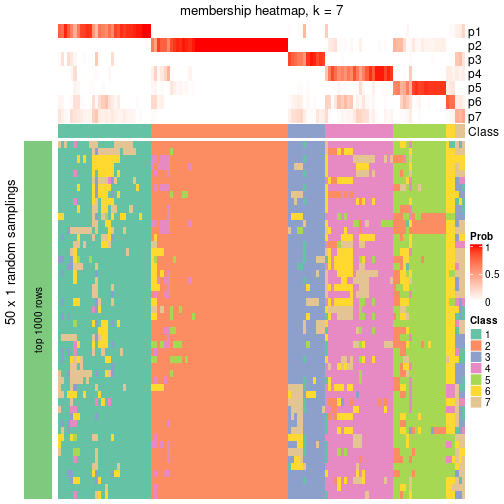 membership heatmap, k = 7
p1
p2
p3
p4
p5
p6
p7
Class
50 x 1 random samplings
top 1000 rows
Prob
1
0.5
0
Class
1
2
3
4
5
6
7